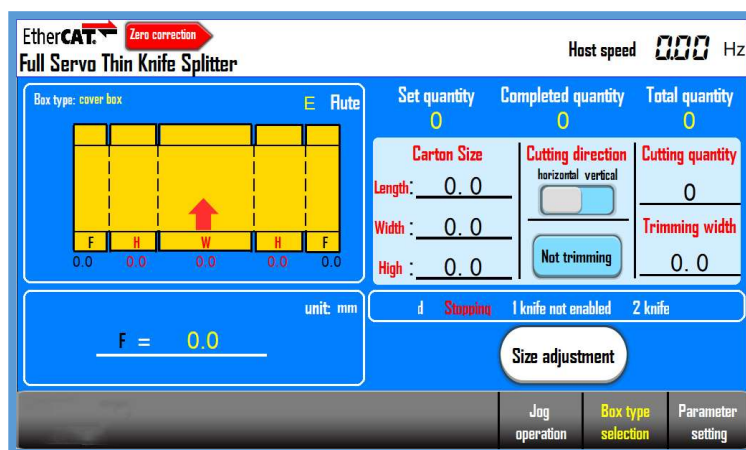 EtherCAT. Zero correction
Full Servo Thin Knife Splitter
Host speed 0.00 Hz
Box type: cover box E Flute
F H W H F
0.0 0.0 0.0 0.0 0.0
unit: mm
F = 0.0
Set quantity Completed quantity Total quantity
0 0 0
Carton Size Cutting direction Cutting quantity
horizontal vertical
Length: 0.0 0
Width : 0.0 Trimming width
Not trimming
High : 0.0 0.0
d Stopping 1 knife not enabled 2 knife
Size adjustment
Jog operation
Box type selection
Parameter setting